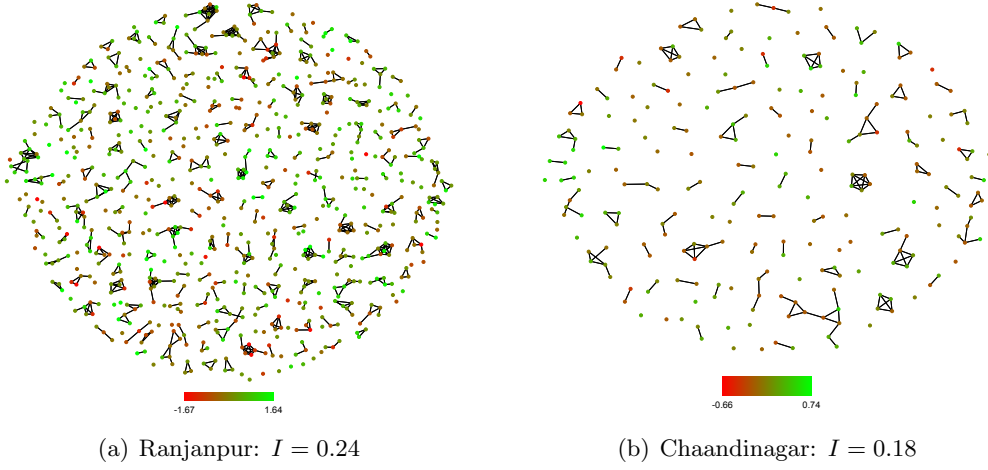 -1.67 1.64
-0.66 0.74
(a) Ranjanpur: I = 0.24
(b) Chaandinagar: I = 0.18